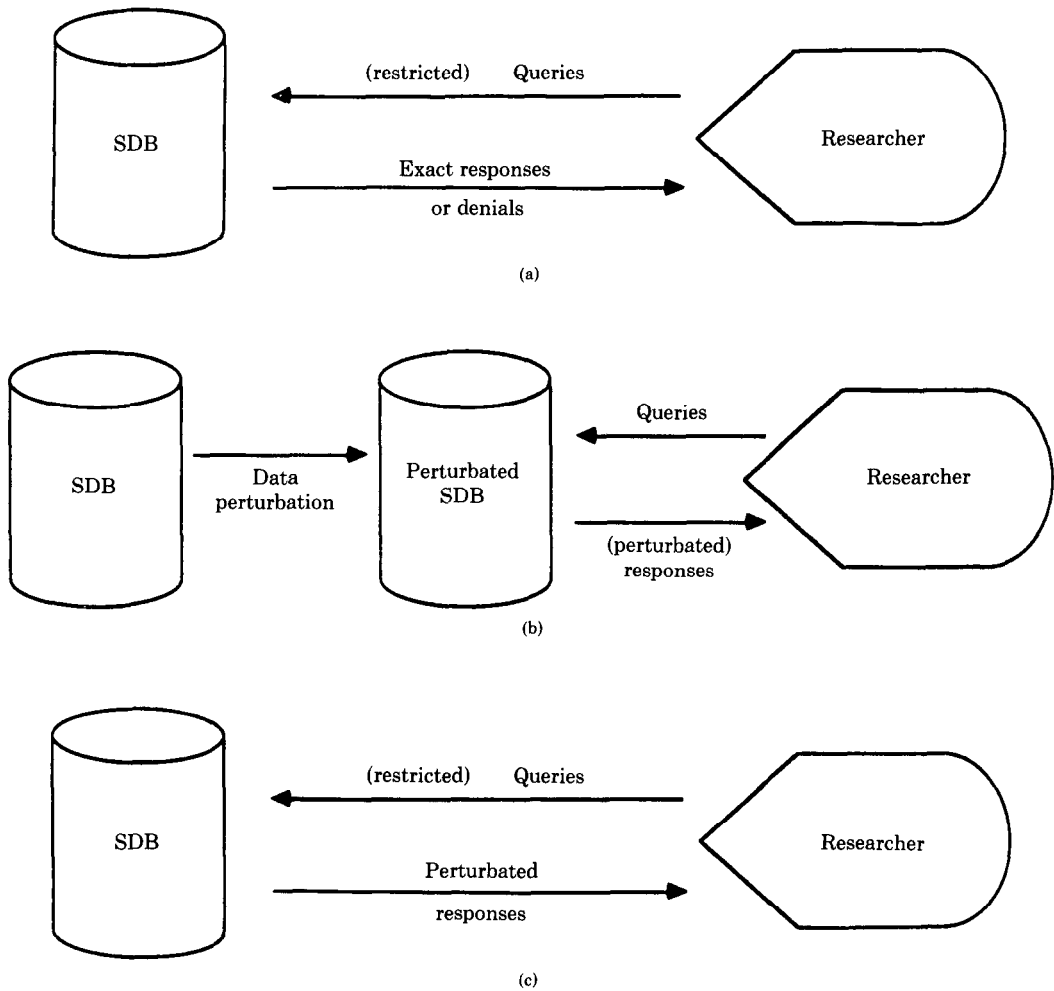 (restricted) Queries
SDB
Researcher
Exact responses
or denials
(a)
Queries
SDB
Data
perturbation
Perturbated
SDB
Researcher
(perturbated)
responses
(b)
(restricted) Queries
SDB
Researcher
Perturbated
responses
(c)